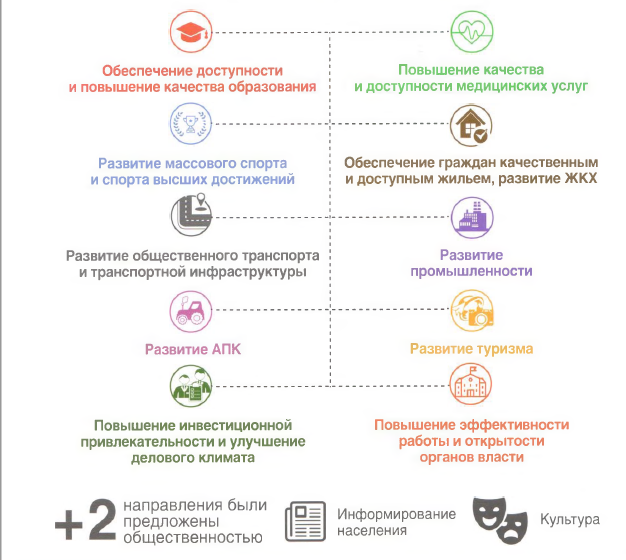 Обеспечение доступности
и повышение качества образования
Повышение качества
и доступности медицинских услуг
Развитие массового спорта
и спорта высших достижений
Обеспечение граждан качественным
и доступным жильем, развитие ЖКХ
Развитие общественного транспорта
и транспортной инфраструктуры
Развитие
промышленности
Развитие АПК
Развитие туризма
Повышение инвестиционной
привлекательности и улучшение
делового климата
Повышение эффективности
работы и открытости
органов власти
+2
направления были
предложены
общественностью
Информирование
населения
Культура